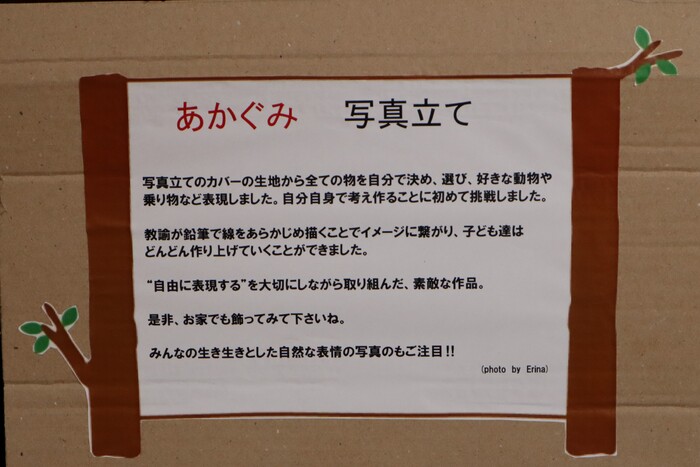 あかぐみ　写真立て
写真立てのカバーの生地から全ての物を自分で決め、選び、好きな動物や
乗り物など表現しました。自分自身で考え作ることに初めて挑戦しました。
教諭が鉛筆で線をあらかじめ描くことでイメージに繋がり、子ども達は
どんどん作り上げていくことができました。
“自由に表現する”を大切にしながら取り組んだ、素敵な作品。
是非、お家でも飾ってみて下さいね。
みんなの生き生きとした自然な表情の写真のもご注目!!
(photo by Erina)